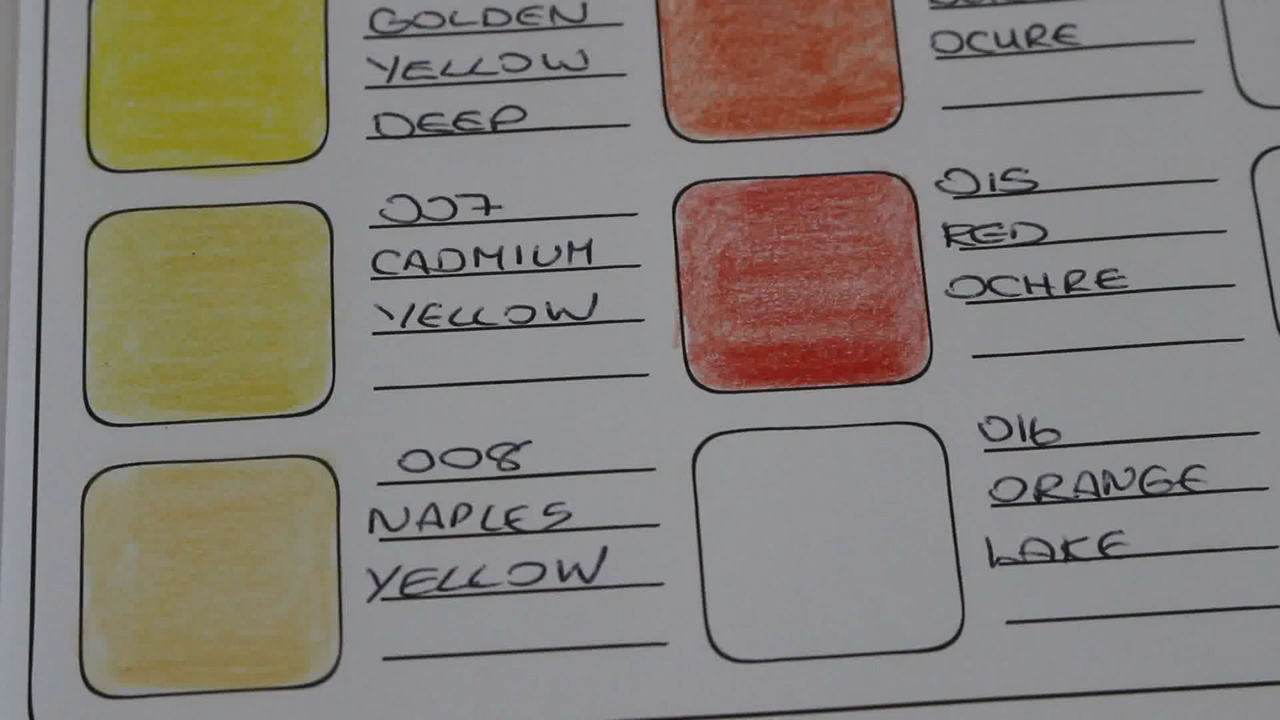 GOLDEN
YELLOW
DEEP
007
CADMIUM
YELLOW
008
NAPLES
YELLOW
OCURE
015
RED
OCHRE
016
ORANGE
LAKE